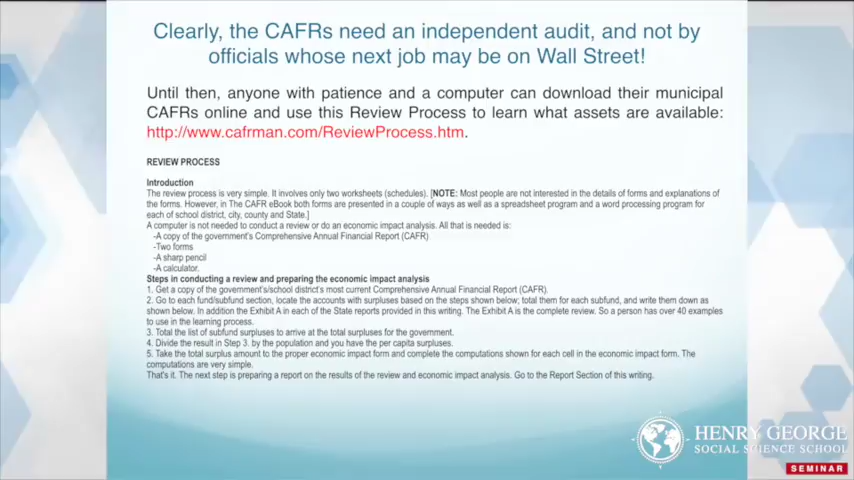 Clearly, the CAFRs need an independent audit, and not by
officials whose next job may be on Wall Street!
Until then, anyone with patience and a computer can download their municipal
CAFRs online and use this Review Process to learn what assets are available:
http://www.cafrman.com/ReviewProcess.htm.
REVIEW PROCESS
Introduction
The review process is very simple. It involves only two worksheets (schedules). [NOTE: Most people are not interested in the details of forms and explanations of
the forms. However, in The CAFR eBook both forms are presented in a couple of ways as well as a spreadsheet program and a word processing program for
each of school district, city, county and State.]
A computer is not needed to conduct a review or do an economic impact analysis. All that is needed is:
-A copy of the government's Comprehensive Annual Financial Report (CAFR)
-Two forms
-A sharp pencil
-A calculator.
Steps in conducting a review and preparing the economic impact analysis
1. Get a copy of the government's/school district's most current Comprehensive Annual Financial Report (CAFR).
2. Go to each fund/subfund section, locate the accounts with surpluses based on the steps shown below; total them for each subfund, and write them down as
shown below. In addition the Exhibit A in each of the State reports provided in this writing. The Exhibit A is the complete review. So a person has over 40 examples
to use in the learning process.
3. Total the list of subfund surpluses to arrive at the total surpluses for the government.
4. Divide the result in Step 3. by the population and you have the per capita surpluses.
5. Take the total surplus amount to the proper economic impact form and complete the computations shown for each cell in the economic impact form. The
computations are very simple.
That's it. The next step is preparing a report on the results of the review and economic impact analysis. Go to the Report Section of this writing.
HENRY GEORGE
SOCIAL SCIENCE SCHOOL
SEMINAR